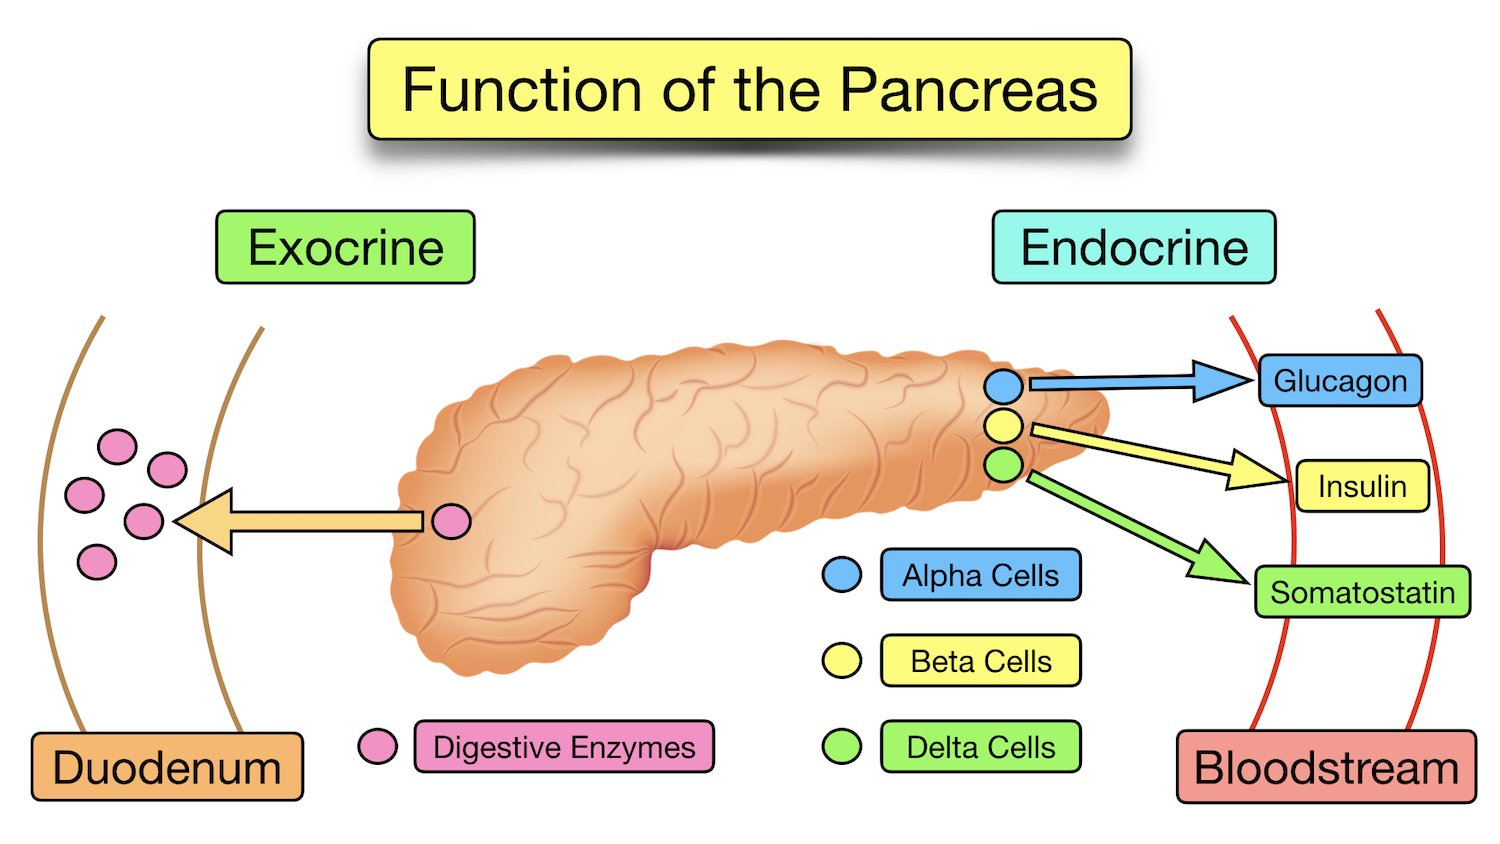 Function of the Pancreas
Exocrine
Endocrine
Glucagon
Insulin
Somatostatin
Alpha Cells
Beta Cells
Delta Cells
Digestive Enzymes
Duodenum
Bloodstream